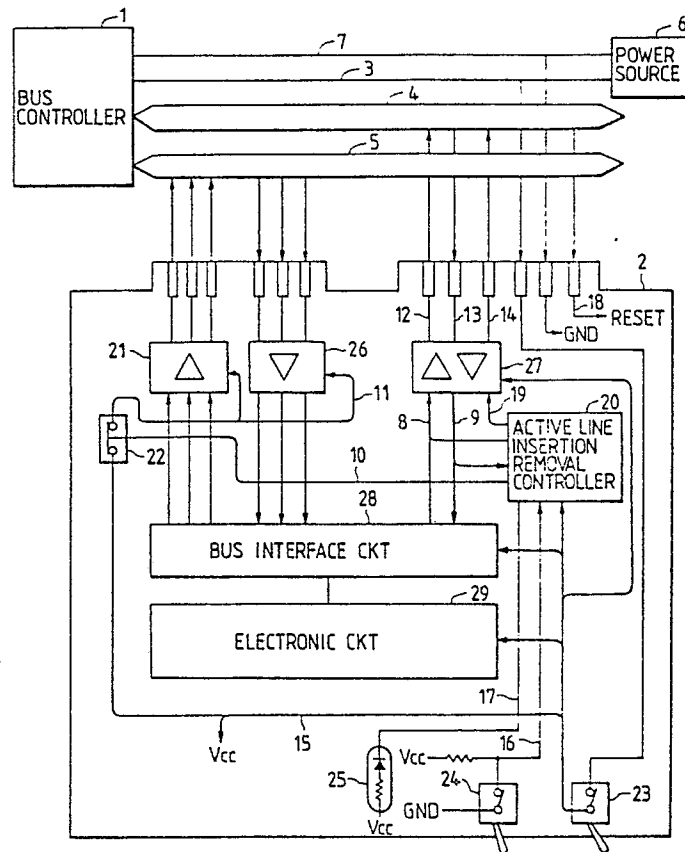 1
6
7
POWER
SOURCE
3
BUS
CONTROLLER
4
5
2
12
13
14
18
RESET
GND
21
26
27
11
19
20
8
9
ACTIVE LINE
INSERTION
REMOVAL
CONTROLLER
22
10
28
BUS INTERFACE CKT
29
ELECTRONIC CKT
17
15
16
Vcc
Vcc
25
24
23
GND
Vcc